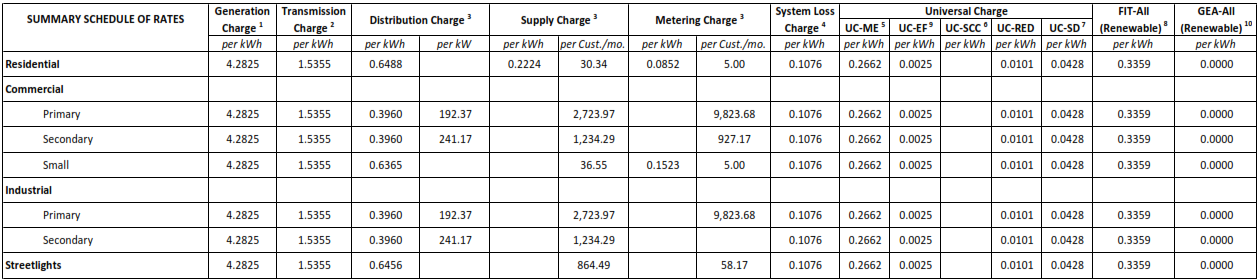 SUMMARY SCHEDULE OF RATES Generation Charge 1 Transmission Charge 2 Distribution Charge 3 Supply Charge 3 Metering Charge 3 System Loss Charge 4 Universal Charge FIT-All (Renewable) 8 GEA-All (Renewable) 10
UC-ME 5 UC-EF 9 UC-SCC 6 UC-RED UC-SD 7
per kWh per kWh per kWh per kW per kWh per Cust./mo. per kWh per Cust./mo. per kWh per kWh per kWh per kWh per kWh per kWh per kWh per kWh
Residential 4.2825 1.5355 0.6488 0.2224 30.34 0.0852 5.00 0.1076 0.2662 0.0025 0.0101 0.0428 0.3359 0.0000
Commercial
Primary 4.2825 1.5355 0.3960 192.37 2,723.97 9,823.68 0.1076 0.2662 0.0025 0.0101 0.0428 0.3359 0.0000
Secondary 4.2825 1.5355 0.3960 241.17 1,234.29 927.17 0.1076 0.2662 0.0025 0.0101 0.0428 0.3359 0.0000
Small 4.2825 1.5355 0.6365 36.55 0.1523 5.00 0.1076 0.2662 0.0025 0.0101 0.0428 0.3359 0.0000
Industrial
Primary 4.2825 1.5355 0.3960 192.37 2,723.97 9,823.68 0.1076 0.2662 0.0025 0.0101 0.0428 0.3359 0.0000
Secondary 4.2825 1.5355 0.3960 241.17 1,234.29 0.1076 0.2662 0.0025 0.0101 0.0428 0.3359 0.0000
Streetlights 4.2825 1.5355 0.6456 864.49 58.17 0.1076 0.2662 0.0025 0.0101 0.0428 0.3359 0.0000